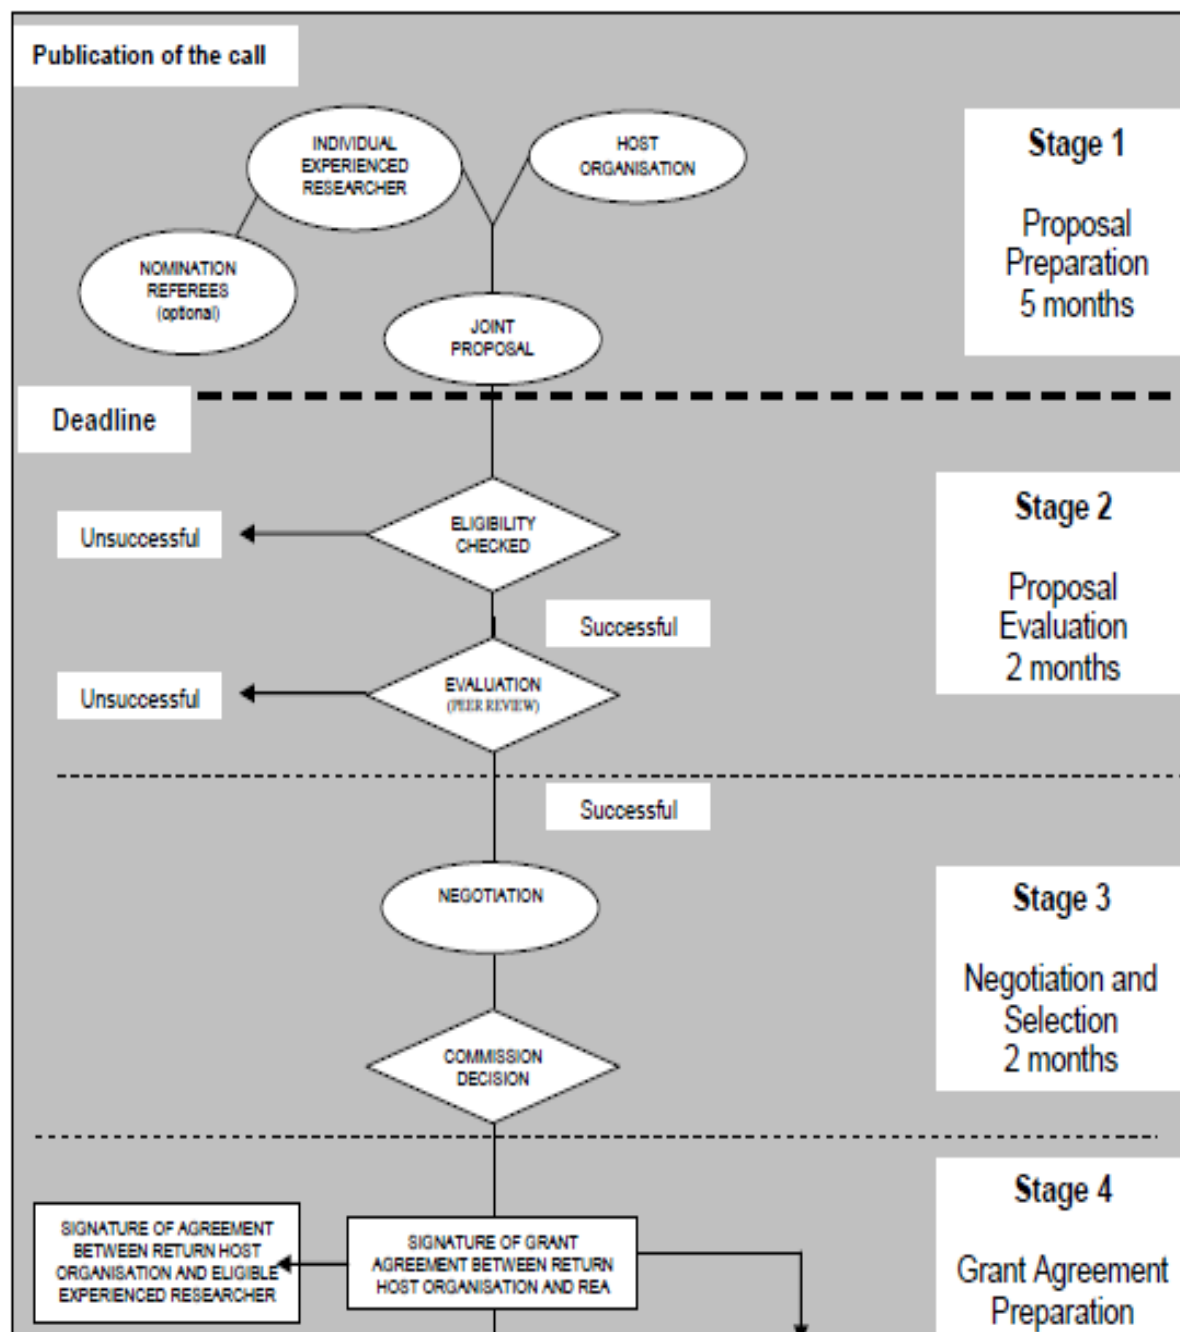 Publication of the call
INDIVIDUAL
EXPERIENCED
RESEARCHER
HOST
ORGANISATION
Stage 1
Proposal
Preparation
5 months
NOMINATION
REFEREES
(optional)
JOINT
PROPOSAL
Deadline
ELIGIBILITY
CHECKED
Unsuccessful
Stage 2
Proposal
Evaluation
2 months
Successful
EVALUATION
(PEER REVIEW)
Unsuccessful
Successful
NEGOTIATION
Stage 3
Negotiation and
Selection
2 months
COMMISSION
DECISION
Stage 4
Grant Agreement
Preparation
SIGNATURE OF AGREEMENT
BETWEEN RETURN HOST
ORGANISATION AND ELIGIBLE
EXPERIENCED RESEARCHER
SIGNATURE OF GRANT
AGREEMENT BETWEEN RETURN
HOST ORGANISATION AND REA